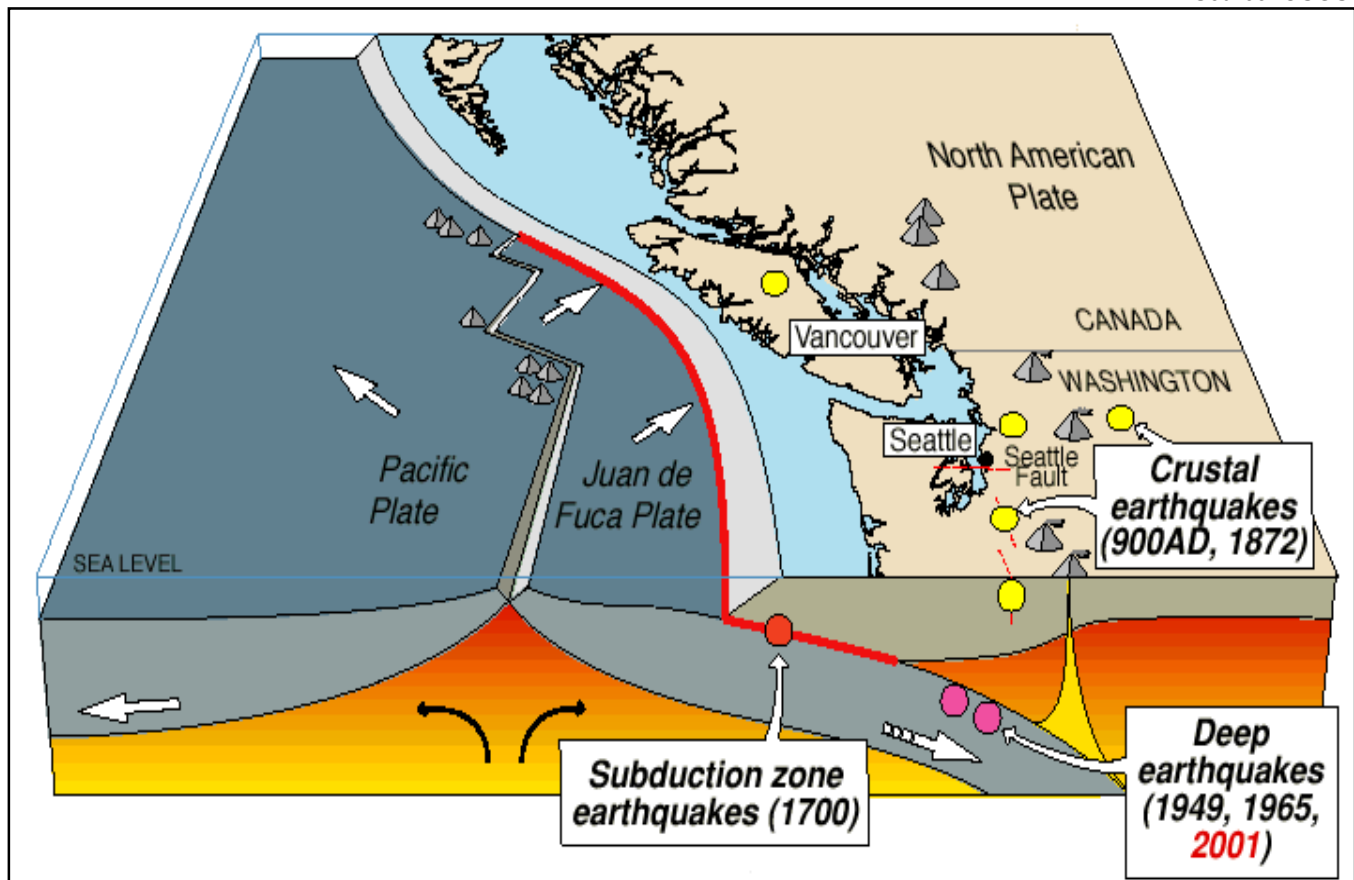 North American
Plate
CANADA
Vancouver
WASHINGTON
Seattle
Seattle
Fault
Pacific
Plate
Juan de
Fuca Plate
Crustal
earthquakes
(900AD, 1872)
SEA LEVEL
Subduction zone
earthquakes (1700)
Deep
earthquakes
(1949, 1965,
2001)